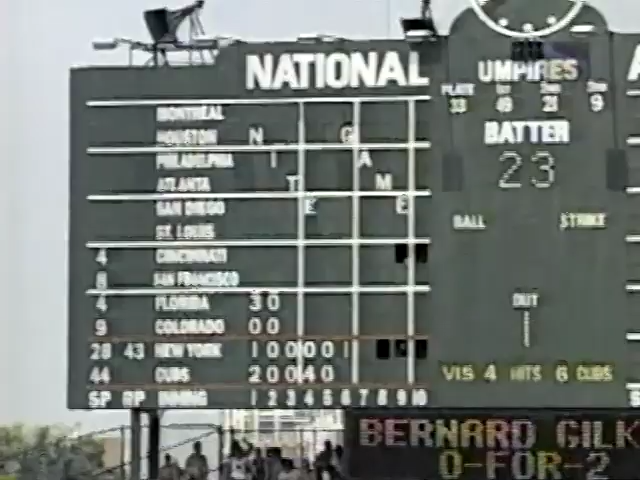 NATIONAL
UMPIRES
PLATE 1ST 2ND 3RD
33 49 21 9
BATTER
23
BALL STRIKE
OUT
VIS 4 HITS 6 CUBS
MONTREAL
HOUSTON N G
PHILADELPHIA I A
ATLANTA T M
SAN DIEGO E E
ST. LOUIS
4 CINCINNATI
8 SAN FRANCISCO
4 FLORIDA 3 0
9 COLORADO 0 0
28 43 NEW YORK 1 0 0 0 0 1
44 CUBS 2 0 0 4 0
SP RP INNING 1 2 3 4 5 6 7 8 9 10
BERNARD GILK
0-FOR-2